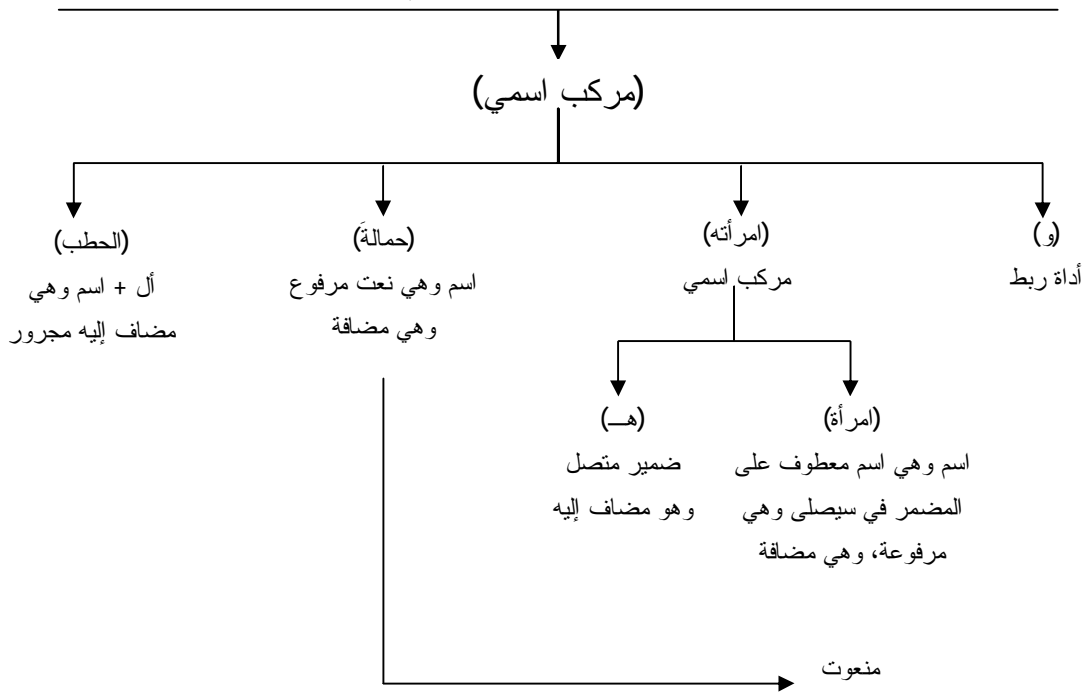 (مركب اسمي)
(و)
أداة ربط
(امرأته)
مركب اسمي
(حمالةَ)
اسم وهي نعت مرفوع
وهي مضافة
(الحطب)
أل + اسم وهي
مضاف إليه مجرور
(امرأة)
اسم وهي اسم معطوف على
المضمر في سيصلى وهي
مرفوعة، وهي مضافة
(هـــ)
ضمير متصل
وهو مضاف إليه
منعوت